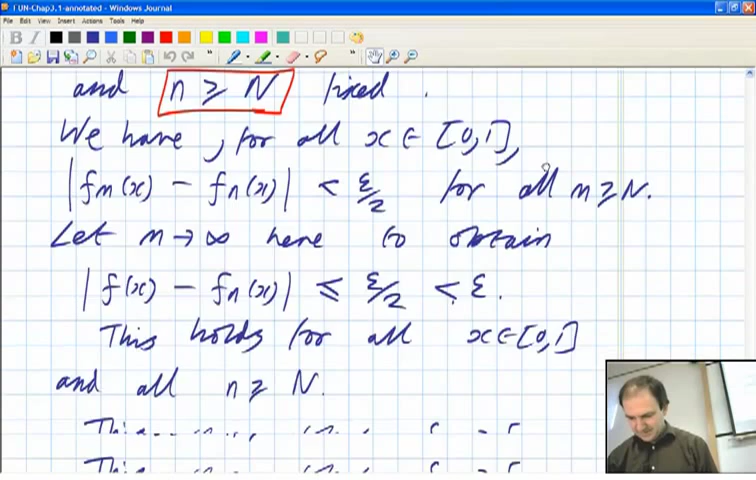 FUN-Chap3.1-annotated - Windows Journal
File Edit View Insert Actions Tools Help
B I
and n ≥ N fixed.
We have, for all x ∈ [0,1],
|fm(x) - fn(x)| < ε/2 for all m ≥ N.
Let m → ∞ here to obtain
|f(x) - fn(x)| ≤ ε/2 < ε.
This holds for all x ∈ [0,1]
and all n ≥ N.